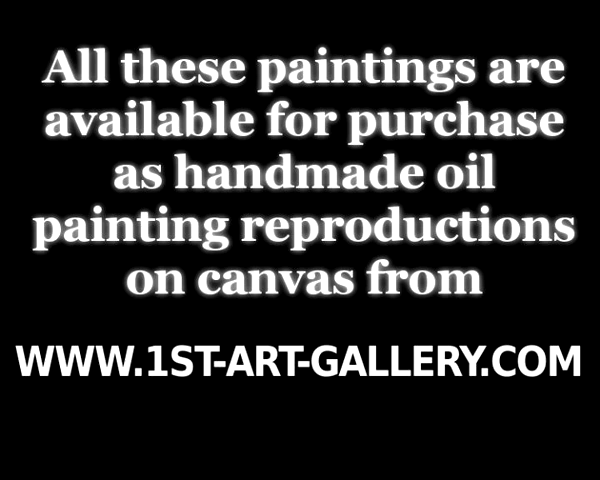 All these paintings are
available for purchase
as handmade oil
painting reproductions
on canvas from
WWW.1ST-ART-GALLERY.COM